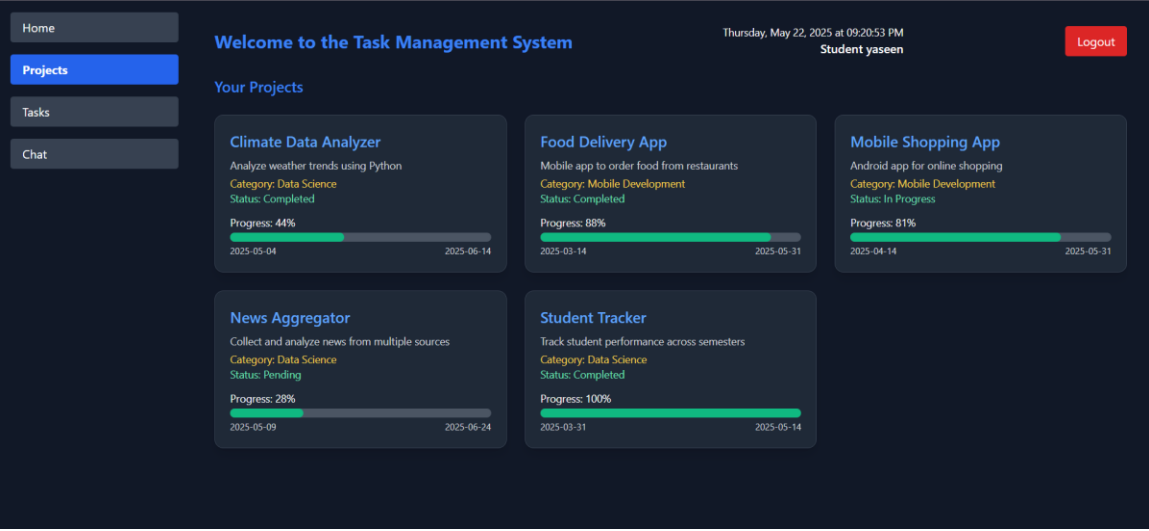 Home
Projects
Tasks
Chat
Welcome to the Task Management System
Thursday, May 22, 2025 at 09:20:53 PM
Student yaseen
Logout
Your Projects
Climate Data Analyzer
Analyze weather trends using Python
Category: Data Science
Status: Completed
Progress: 44%
2025-05-04 2025-06-14
Food Delivery App
Mobile app to order food from restaurants
Category: Mobile Development
Status: Completed
Progress: 88%
2025-03-14 2025-05-31
Mobile Shopping App
Android app for online shopping
Category: Mobile Development
Status: In Progress
Progress: 81%
2025-04-14 2025-05-31
News Aggregator
Collect and analyze news from multiple sources
Category: Data Science
Status: Pending
Progress: 28%
2025-05-09 2025-06-24
Student Tracker
Track student performance across semesters
Category: Data Science
Status: Completed
Progress: 100%
2025-03-31 2025-05-14